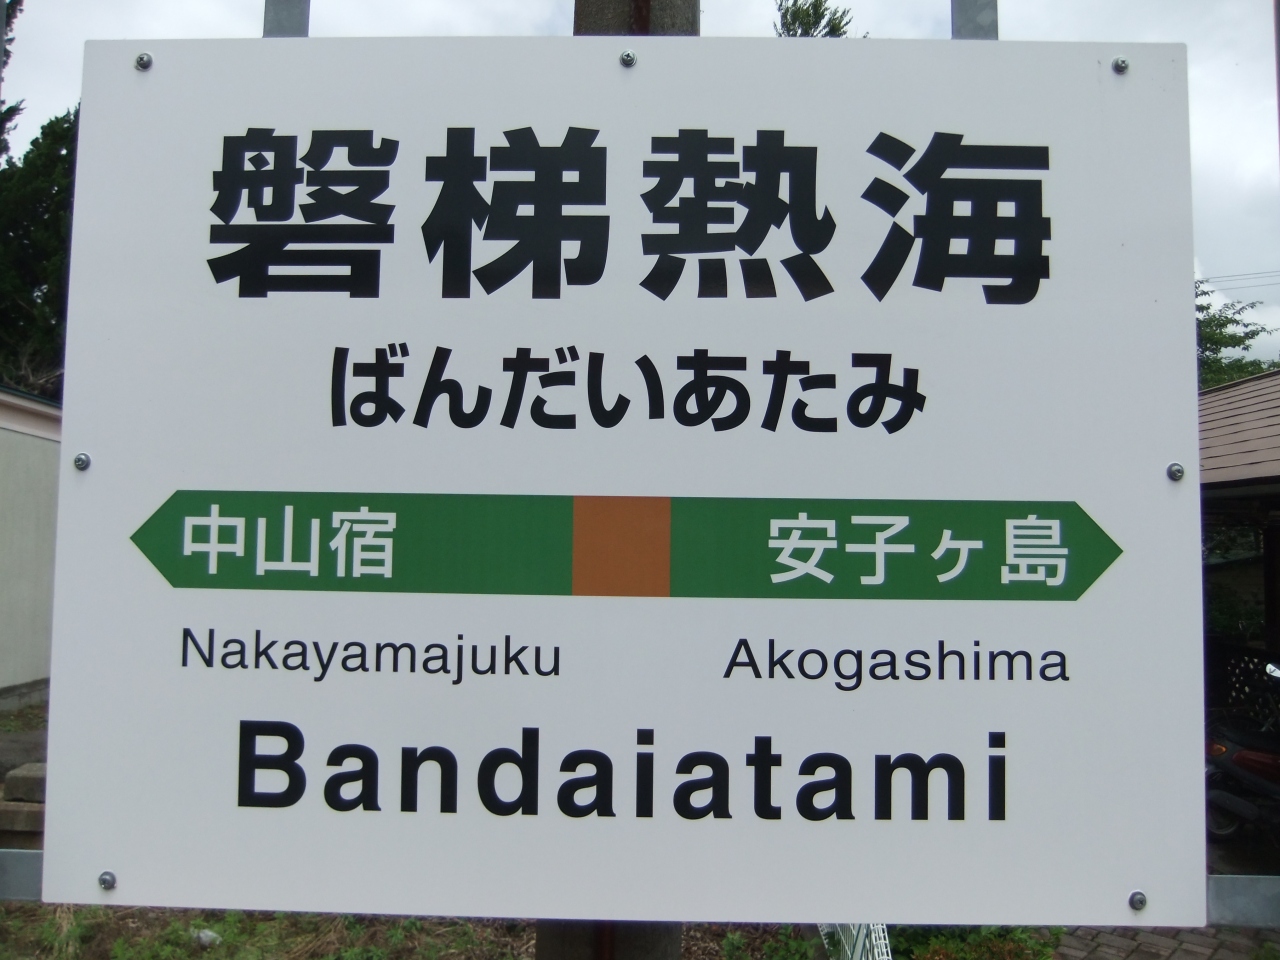 磐梯熱海
ばんだいあたみ
中山宿 安子ヶ島
Nakayamajuku Akogashima
Bandaiatami